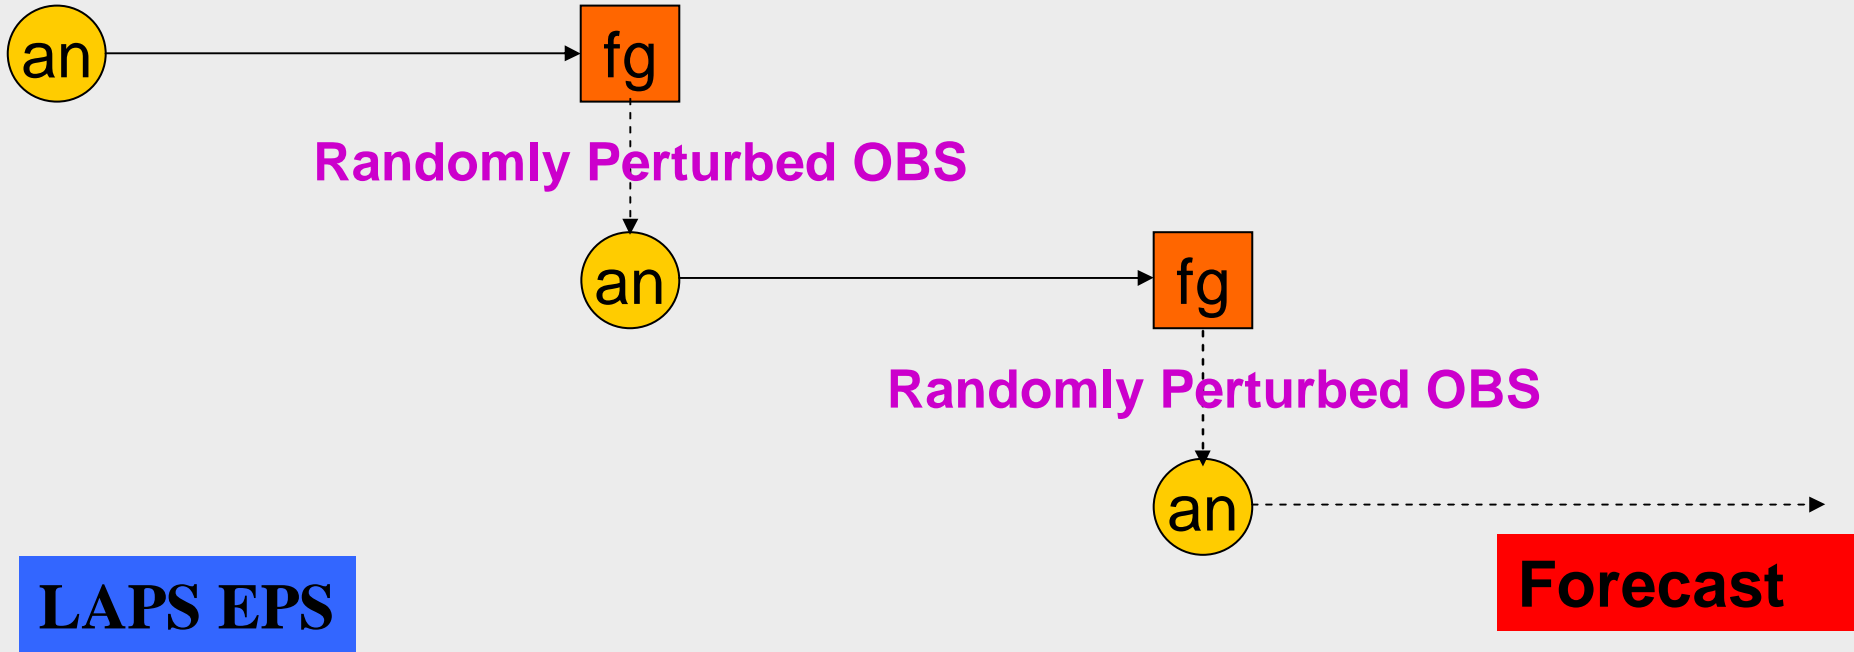 an
fg
Randomly Perturbed OBS
an
fg
Randomly Perturbed OBS
an
Forecast
LAPS EPS